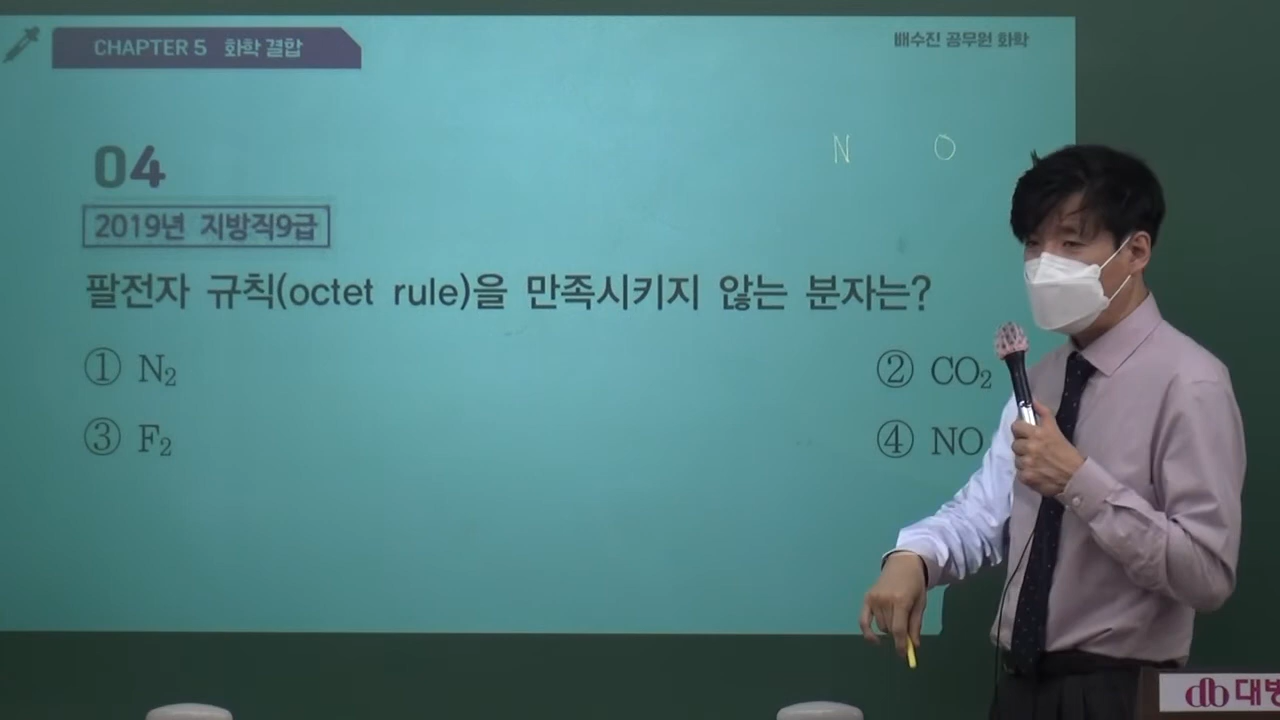 CHAPTER 5 화학 결합
배수진 공무원 화학
N O
04
2019년 지방직9급
팔전자 규칙(octet rule)을 만족시키지 않는 분자는?
① N₂
② CO₂
③ F₂
④ NO